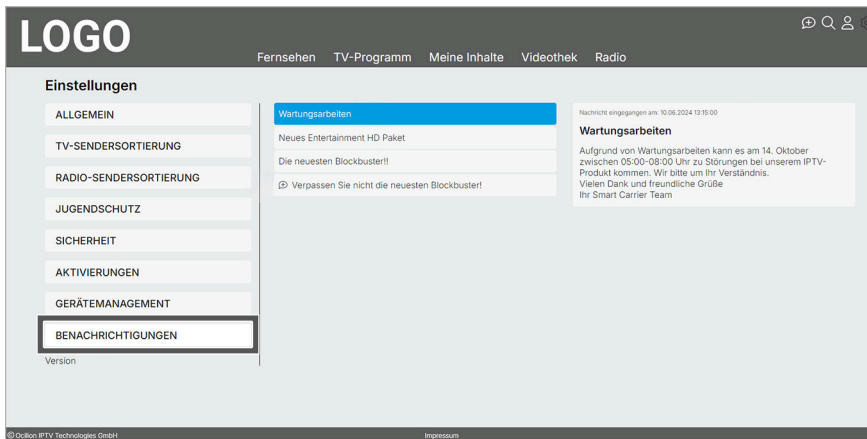 LOGO
Fernsehen TV-Programm Meine Inhalte Videothek Radio
Einstellungen
ALLGEMEIN
TV-SENDERSORTIERUNG
RADIO-SENDERSORTIERUNG
JUGENDSCHUTZ
SICHERHEIT
AKTIVIERUNGEN
GERÄTEMANAGEMENT
BENACHRICHTIGUNGEN
Version
Wartungsarbeiten
Neues Entertainment HD Paket
Die neuesten Blockbuster!!
Verpassen Sie nicht die neuesten Blockbuster!
Nachricht eingegangen am: 10.06.2024 13:15:00
Wartungsarbeiten
Aufgrund von Wartungsarbeiten kann es am 14. Oktober
zwischen 05:00-08:00 Uhr zu Störungen bei unserem IPTV-
Produkt kommen. Wir bitte um Ihr Verständnis.
Vielen Dank und freundliche Grüße
Ihr Smart Carrier Team
© Ocilion IPTV Technologies GmbH
Impressum